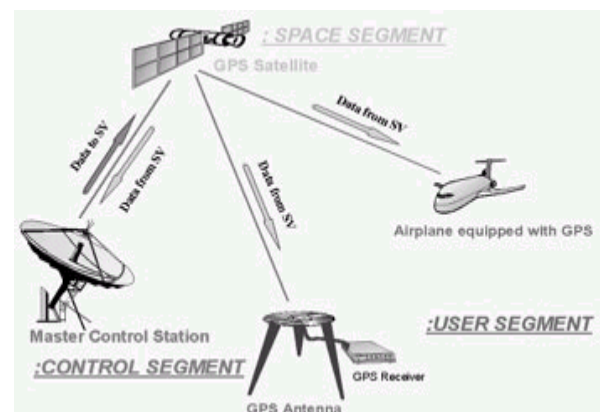 : SPACE SEGMENT
GPS Satellite
Data to SV
Data from SV
Data from SV
Data from SV
Airplane equipped with GPS
Master Control Station
:CONTROL SEGMENT
:USER SEGMENT
GPS Receiver
GPS Antenna